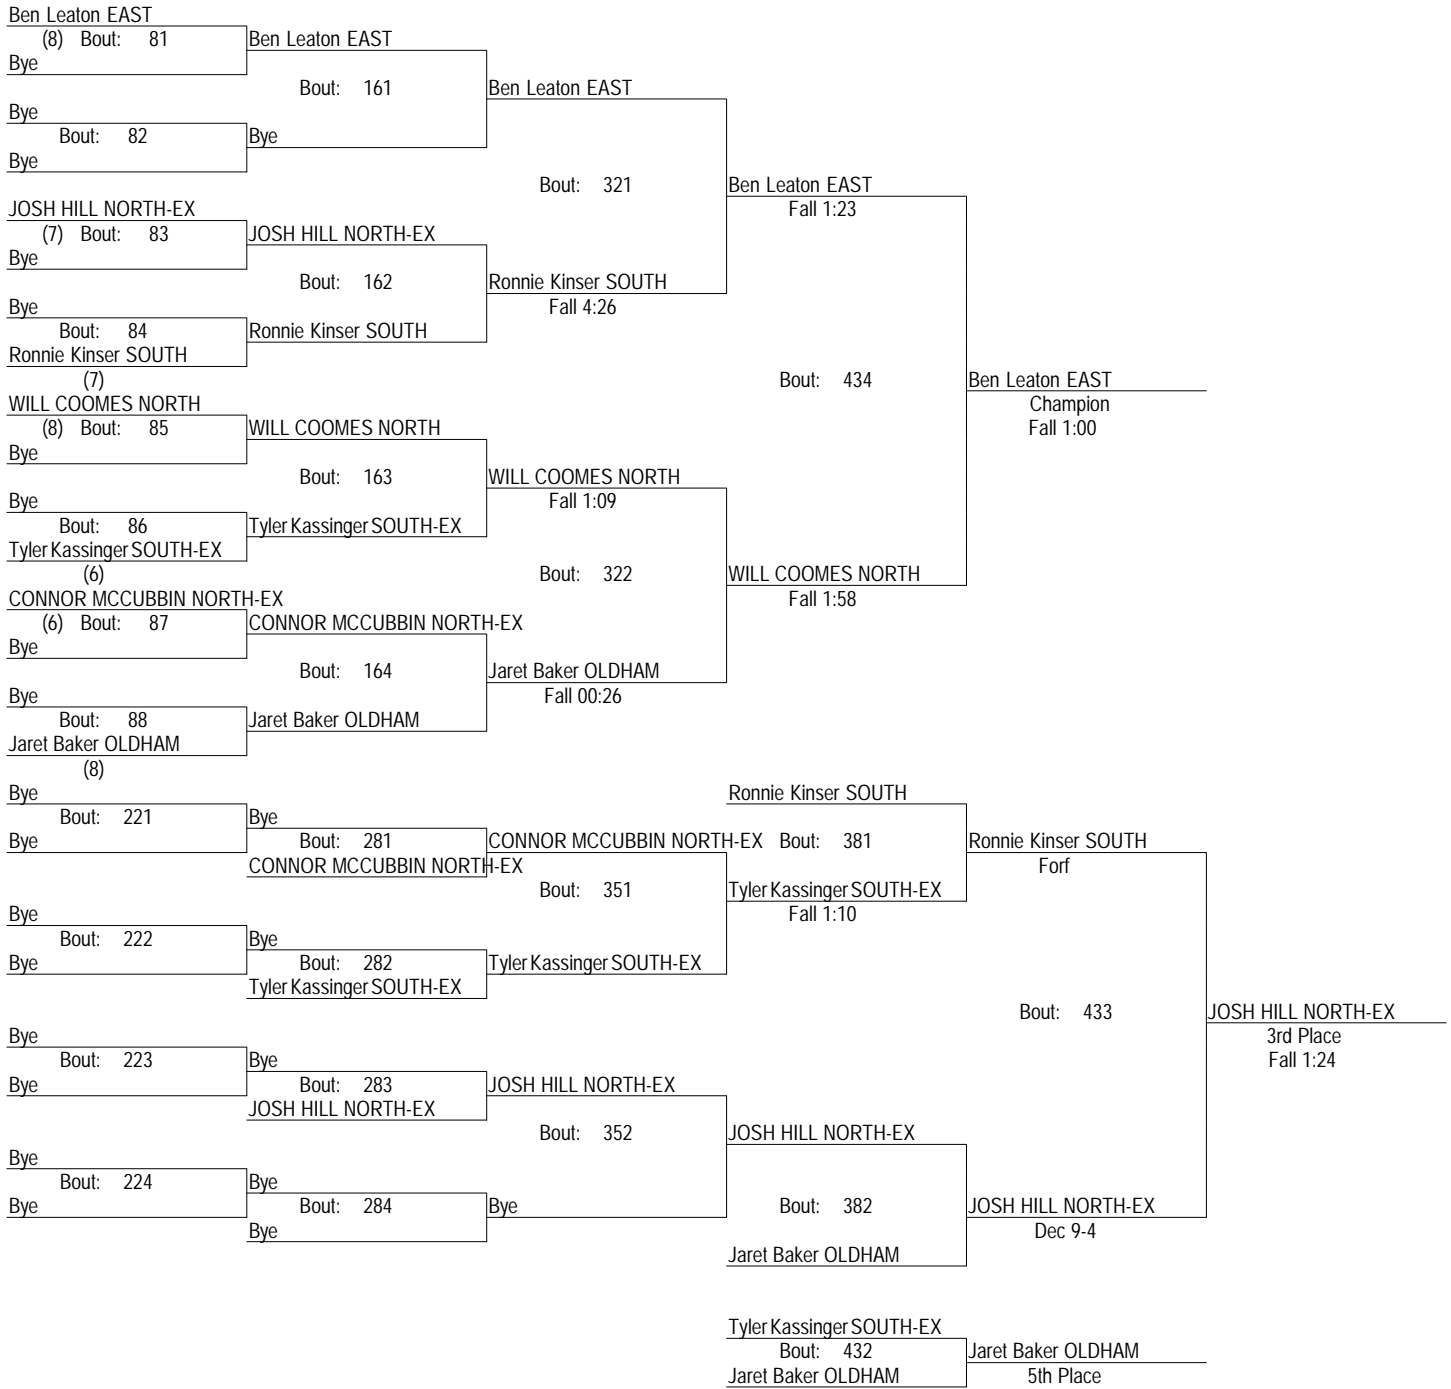 Ben Leaton EAST
(8) Bout: 81 Ben Leaton EAST
Bye
Bout: 161 Ben Leaton EAST
Bye
Bout: 82 Bye
Bye
Bout: 321 Ben Leaton EAST
JOSH HILL NORTH-EX Fall 1:23
(7) Bout: 83 JOSH HILL NORTH-EX
Bye
Bout: 162 Ronnie Kinser SOUTH
Bye Fall 4:26
Bout: 84 Ronnie Kinser SOUTH
Ronnie Kinser SOUTH
(7) Bout: 434 Ben Leaton EAST
WILL COOMES NORTH Champion
(8) Bout: 85 WILL COOMES NORTH Fall 1:00
Bye
Bout: 163 WILL COOMES NORTH
Bye Fall 1:09
Bout: 86 Tyler Kassinger SOUTH-EX
Tyler Kassinger SOUTH-EX
(6) Bout: 322 WILL COOMES NORTH
CONNOR MCCUBBIN NORTH-EX Fall 1:58
(6) Bout: 87 CONNOR MCCUBBIN NORTH-EX
Bye
Bout: 164 Jaret Baker OLDHAM
Bye Fall 00:26
Bout: 88 Jaret Baker OLDHAM
Jaret Baker OLDHAM
(8)
Bye Ronnie Kinser SOUTH
Bout: 221 Bye
Bye Bout: 281 CONNOR MCCUBBIN NORTH-EX Bout: 381 Ronnie Kinser SOUTH
CONNOR MCCUBBIN NORTH-EX Forf
Bout: 351 Tyler Kassinger SOUTH-EX
Bye Fall 1:10
Bout: 222 Bye
Bye Bout: 282 Tyler Kassinger SOUTH-EX
Tyler Kassinger SOUTH-EX
Bout: 433 JOSH HILL NORTH-EX
Bye 3rd Place
Bout: 223 Bye Fall 1:24
Bye Bout: 283 JOSH HILL NORTH-EX
JOSH HILL NORTH-EX
Bout: 352 JOSH HILL NORTH-EX
Bye
Bout: 224 Bye
Bye Bout: 284 Bye Bout: 382 JOSH HILL NORTH-EX
Bye Dec 9-4
Jaret Baker OLDHAM
Tyler Kassinger SOUTH-EX
Bout: 432 Jaret Baker OLDHAM
Jaret Baker OLDHAM 5th Place